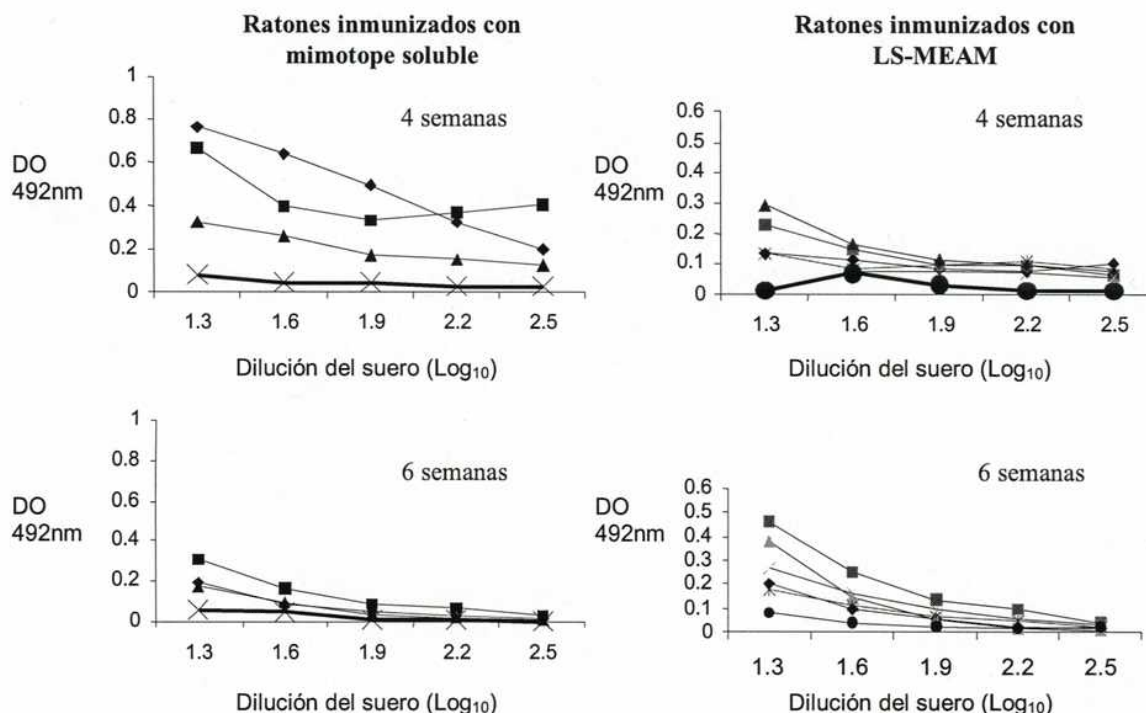 Ratones inmunizados con
mimotope soluble
4 semanas
DO
492nm
1
0.8
0.6
0.4
0.2
0
1.3 1.6 1.9 2.2 2.5
Dilución del suero (Log₁₀)
Ratones inmunizados con
LS-MEAM
4 semanas
DO
492nm
0.6
0.5
0.4
0.3
0.2
0.1
0
1.3 1.6 1.9 2.2 2.5
Dilución del suero (Log₁₀)
6 semanas
DO
492nm
1
0.8
0.6
0.4
0.2
0
1.3 1.6 1.9 2.2 2.5
Dilución del suero (Log₁₀)
6 semanas
DO
492nm
0.6
0.5
0.4
0.3
0.2
0.1
0
1.3 1.6 1.9 2.2 2.5
Dilución del suero (Log₁₀)